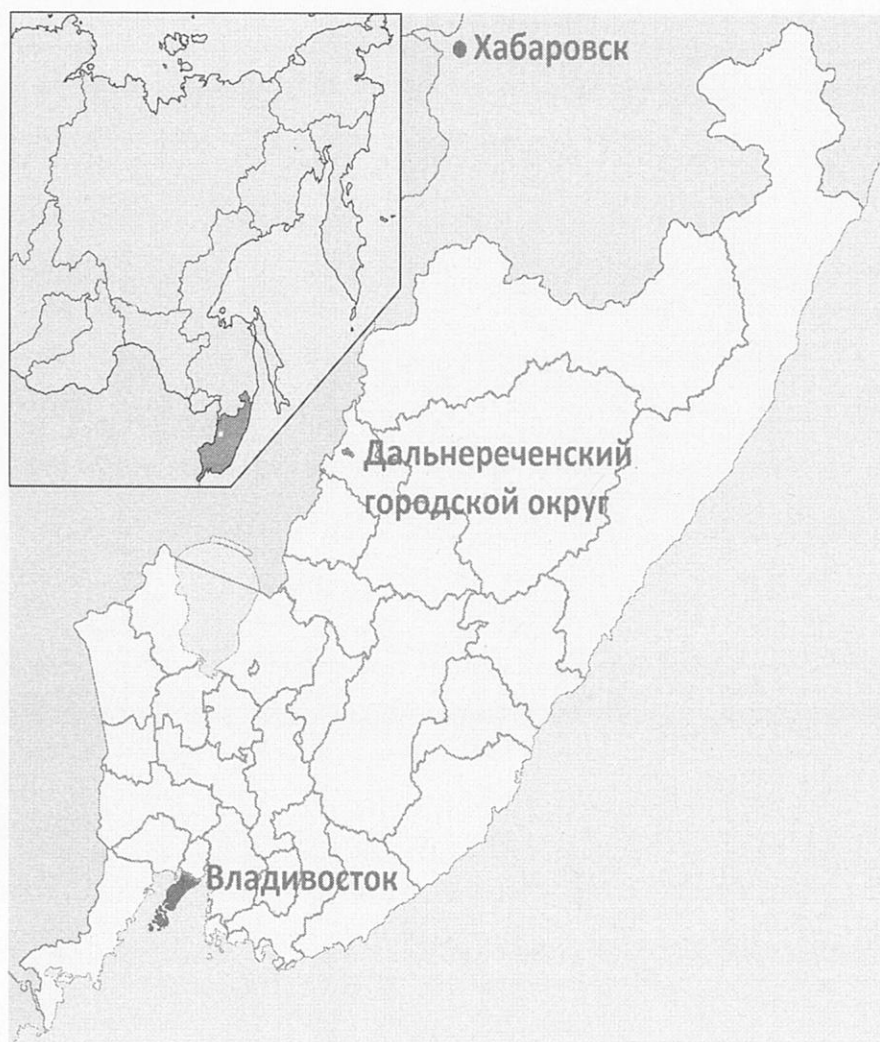 Хабаровск
Дальнереченский
городской округ
Владивосток